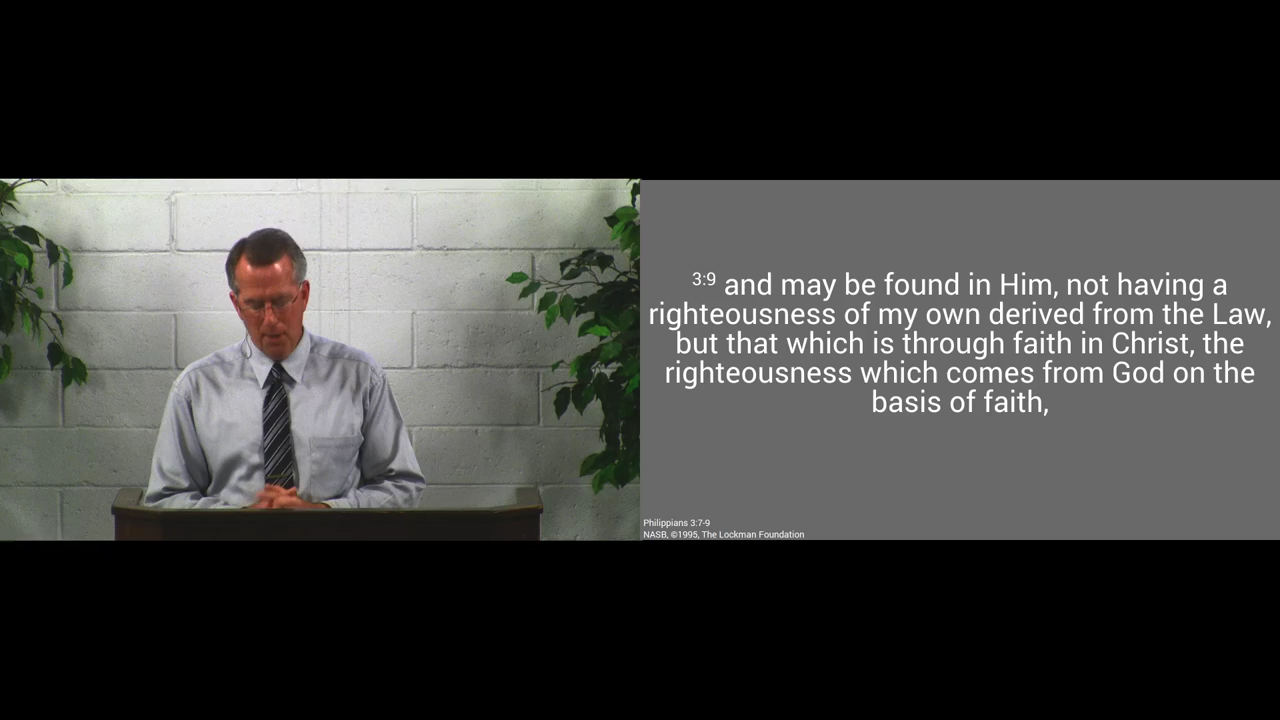 3:9 and may be found in Him, not having a
righteousness of my own derived from the Law,
but that which is through faith in Christ, the
righteousness which comes from God on the
basis of faith,
Philippians 3:7-9
NASB, ©1995, The Lockman Foundation